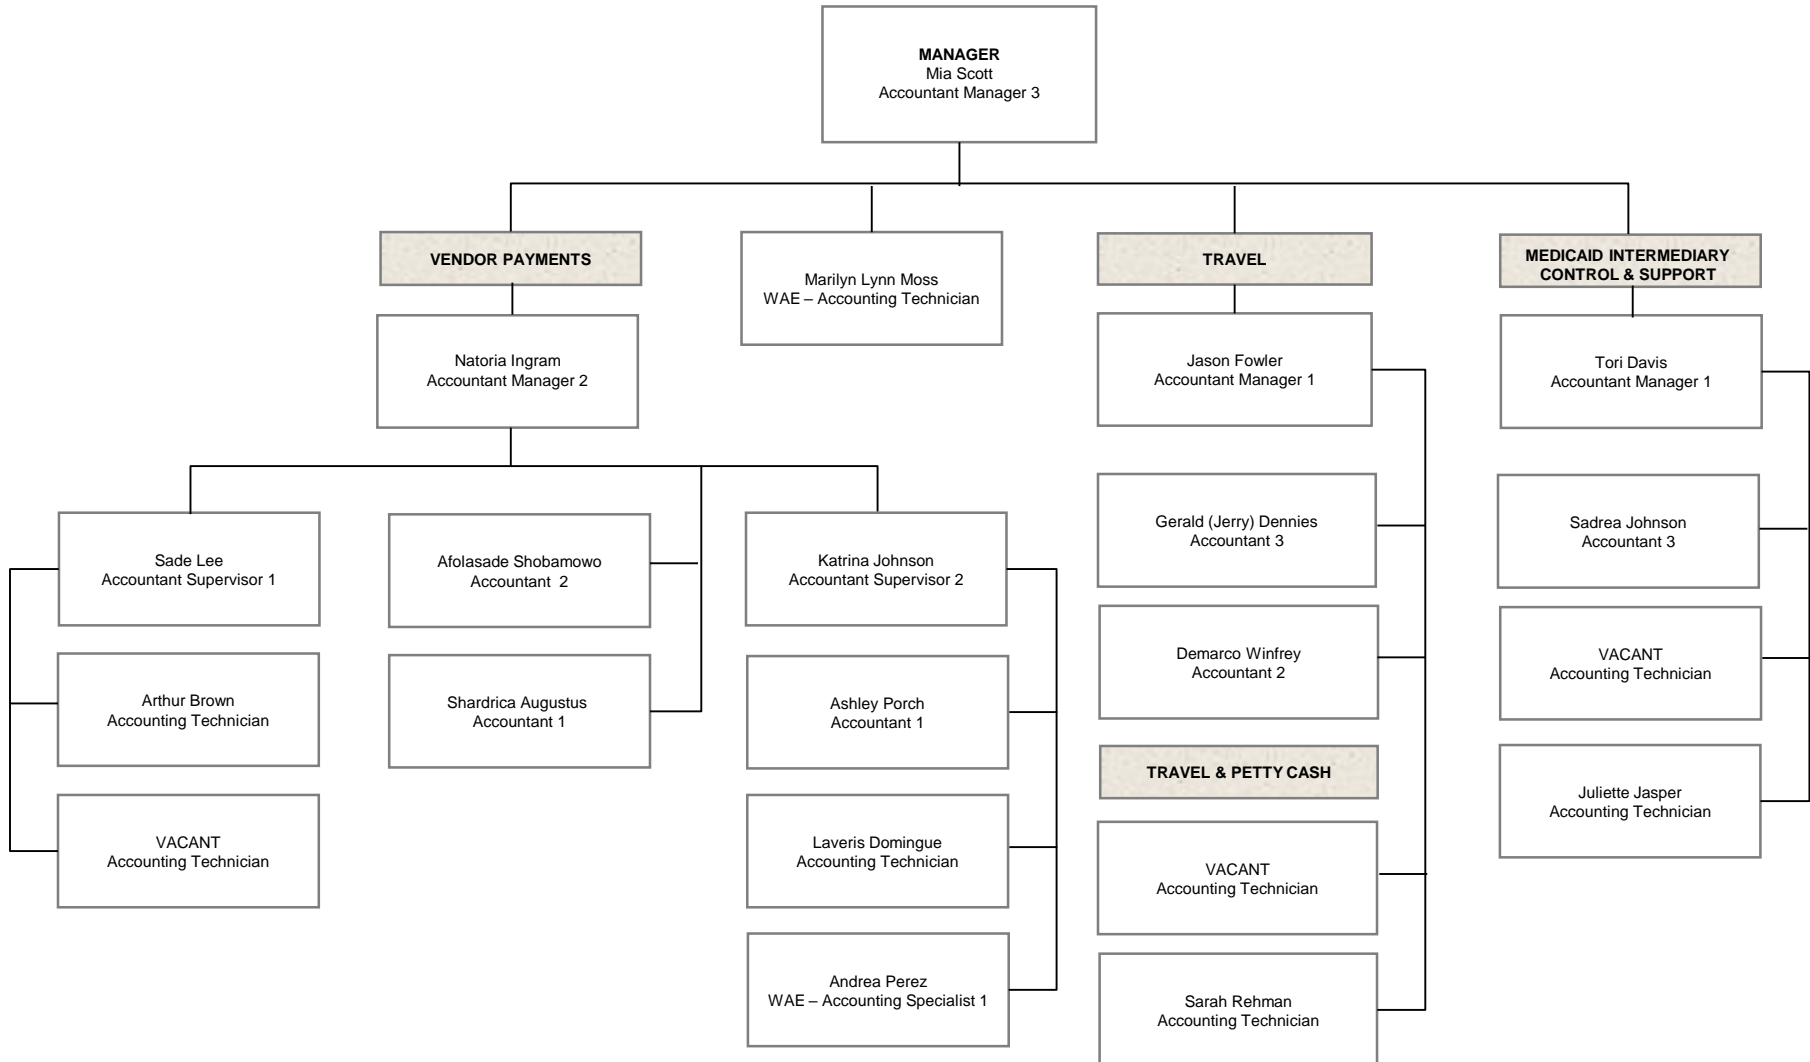 MANAGER
Mia Scott
Accountant Manager 3
VENDOR PAYMENTS
Natoria Ingram
Accountant Manager 2
Marilyn Lynn Moss
WAE – Accounting Technician
TRAVEL
Jason Fowler
Accountant Manager 1
MEDICAID INTERMEDIARY
CONTROL & SUPPORT
Tori Davis
Accountant Manager 1
Sade Lee
Accountant Supervisor 1
Arthur Brown
Accounting Technician
VACANT
Accounting Technician
Afolasade Shobamowo
Accountant  2
Shardrica Augustus
Accountant 1
Katrina Johnson
Accountant Supervisor 2
Ashley Porch
Accountant 1
Laveris Domingue
Accounting Technician
Andrea Perez
WAE – Accounting Specialist 1
Gerald (Jerry) Dennies
Accountant 3
Demarco Winfrey
Accountant 2
TRAVEL & PETTY CASH
VACANT
Accounting Technician
Sarah Rehman
Accounting Technician
Sadrea Johnson
Accountant 3
VACANT
Accounting Technician
Juliette Jasper
Accounting Technician